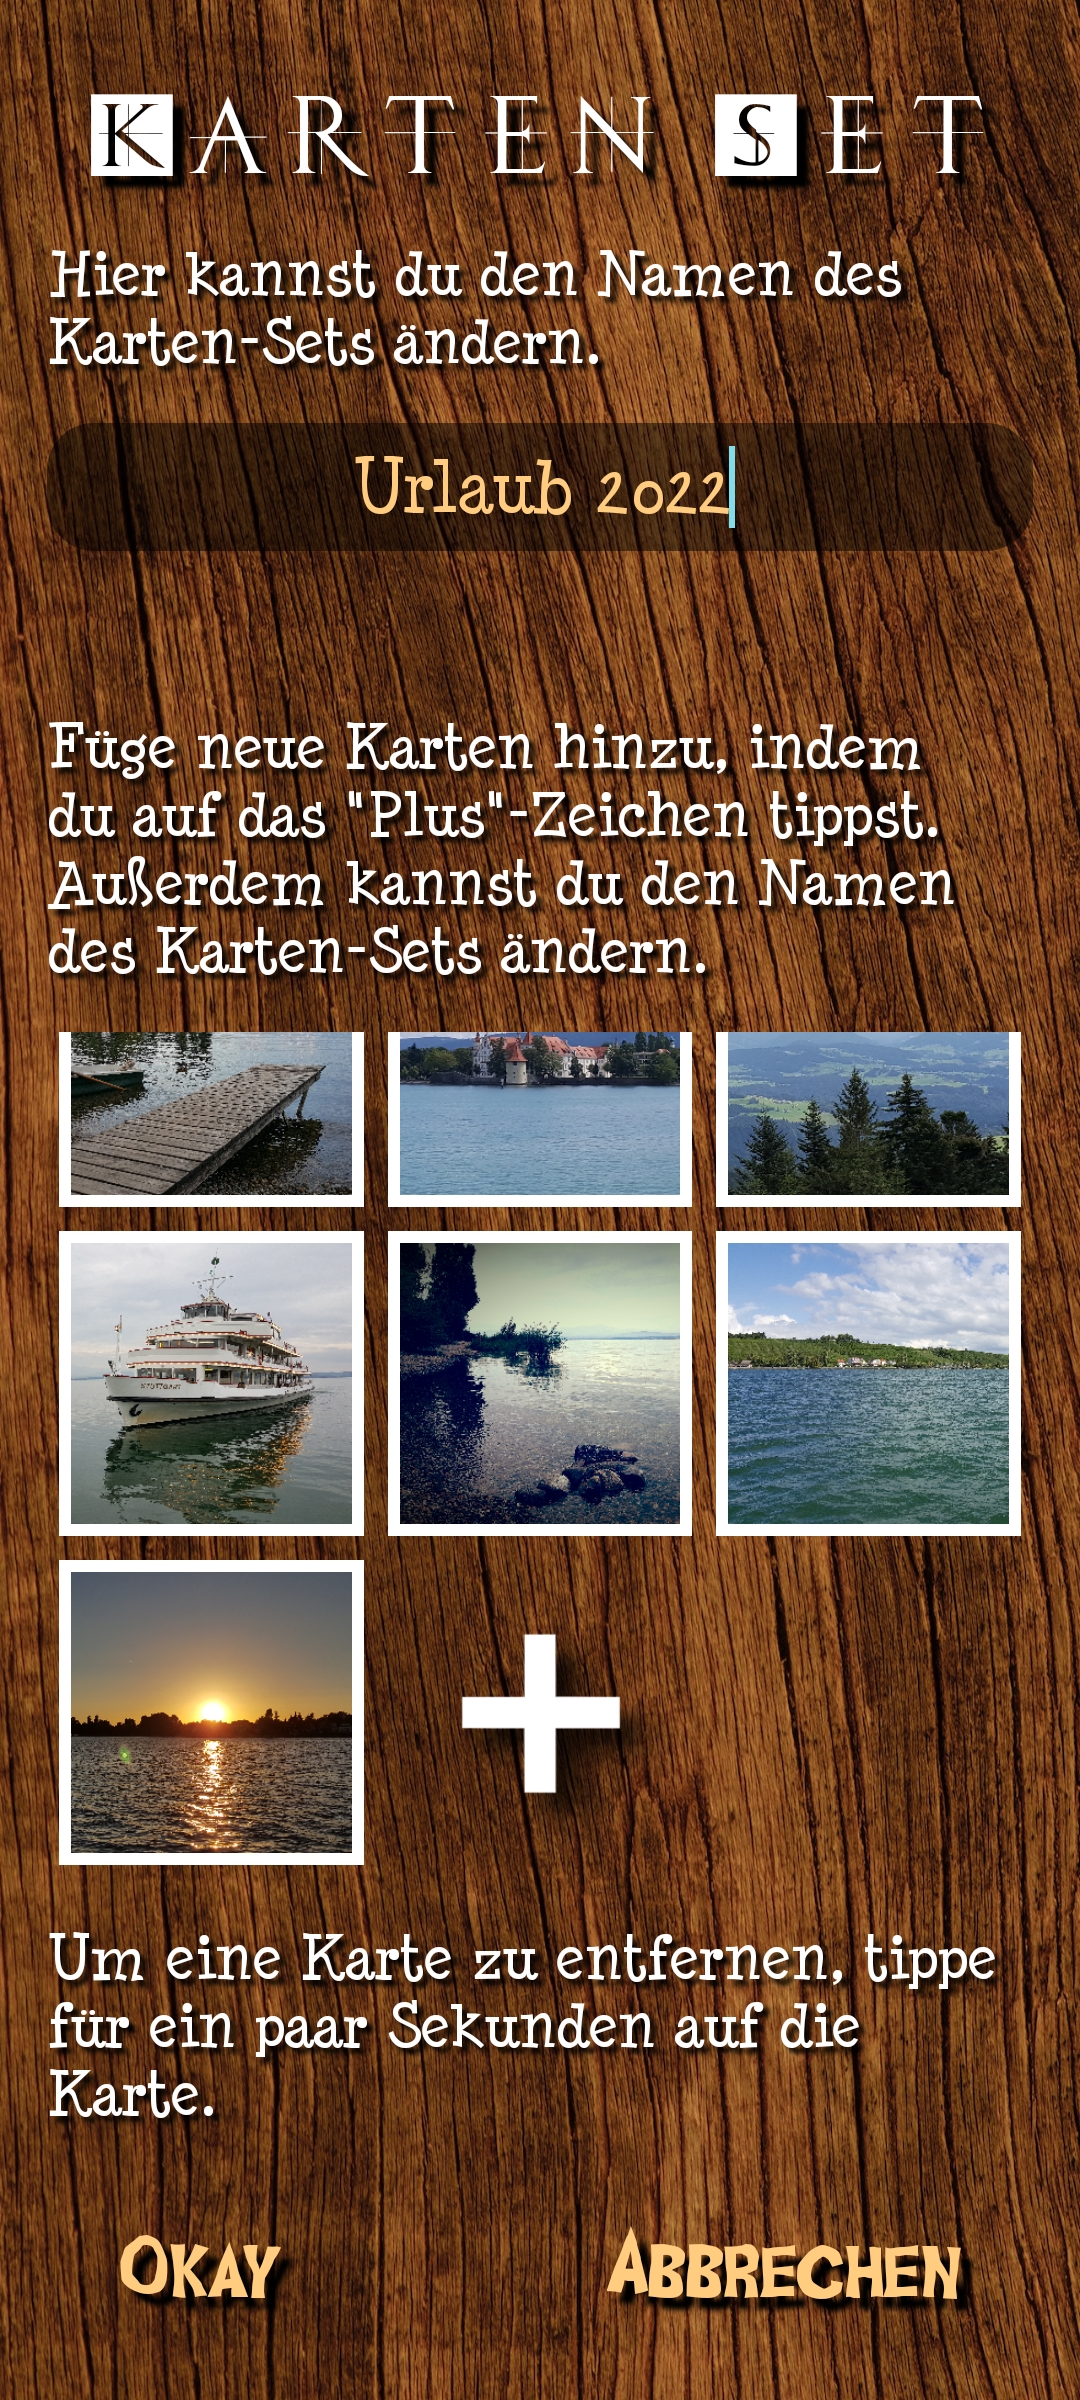 Karten Set
Hier kannst du den Namen des
Karten-Sets ändern.
Urlaub 2022
Füge neue Karten hinzu, indem
du auf das "Plus"-Zeichen tippst.
Außerdem kannst du den Namen
des Karten-Sets ändern.
STUTTGART
Um eine Karte zu entfernen, tippe
für ein paar Sekunden auf die
Karte.
Okay
Abbrechen